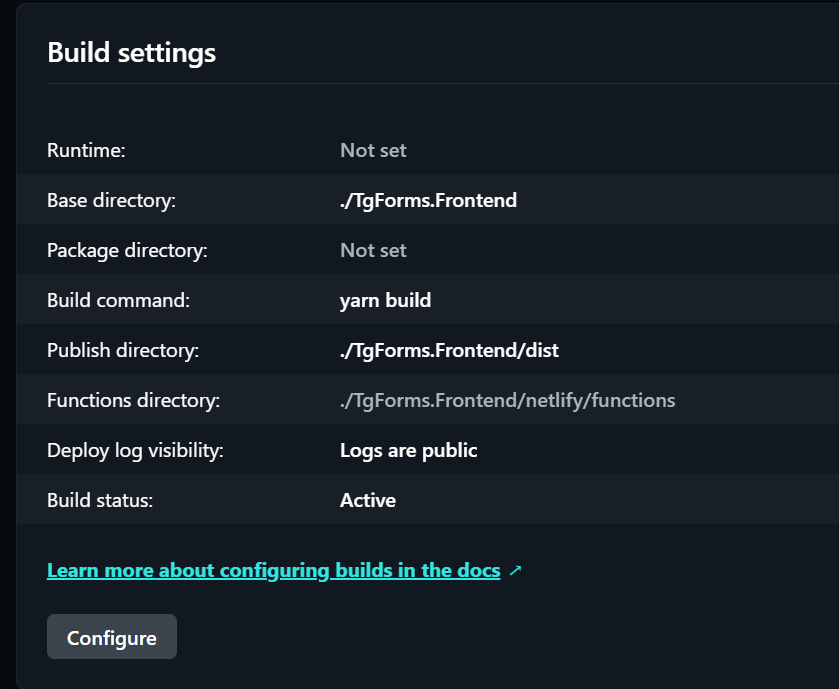 Build settings
Runtime: Not set
Base directory: ./TgForms.Frontend
Package directory: Not set
Build command: yarn build
Publish directory: ./TgForms.Frontend/dist
Functions directory: ./TgForms.Frontend/netlify/functions
Deploy log visibility: Logs are public
Build status: Active
Learn more about configuring builds in the docs ↗
Configure